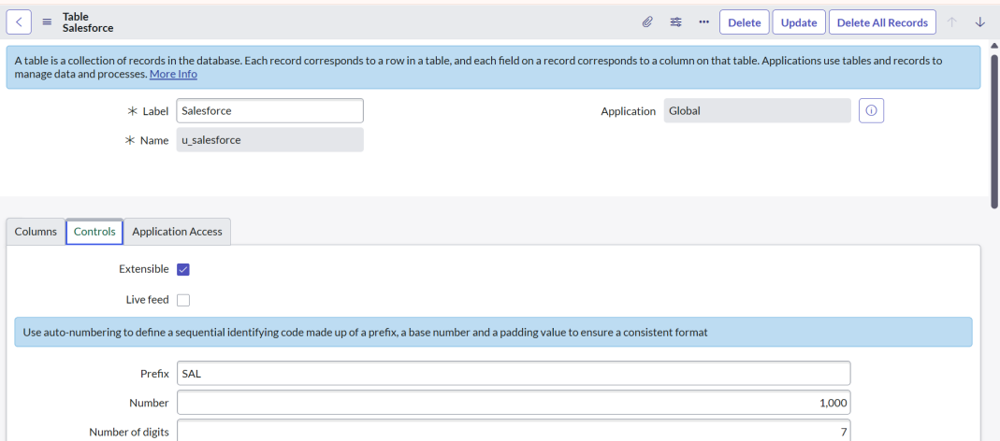 Table
Salesforce
Delete
Update
Delete All Records
A table is a collection of records in the database. Each record corresponds to a row in a table, and each field on a record corresponds to a column on that table. Applications use tables and records to
manage data and processes. More Info
Label
Salesforce
Application
Global
Name
u_salesforce
Columns
Controls
Application Access
Extensible
Live feed
Use auto-numbering to define a sequential identifying code made up of a prefix, a base number and a padding value to ensure a consistent format
Prefix
SAL
Number
1,000
Number of digits
7